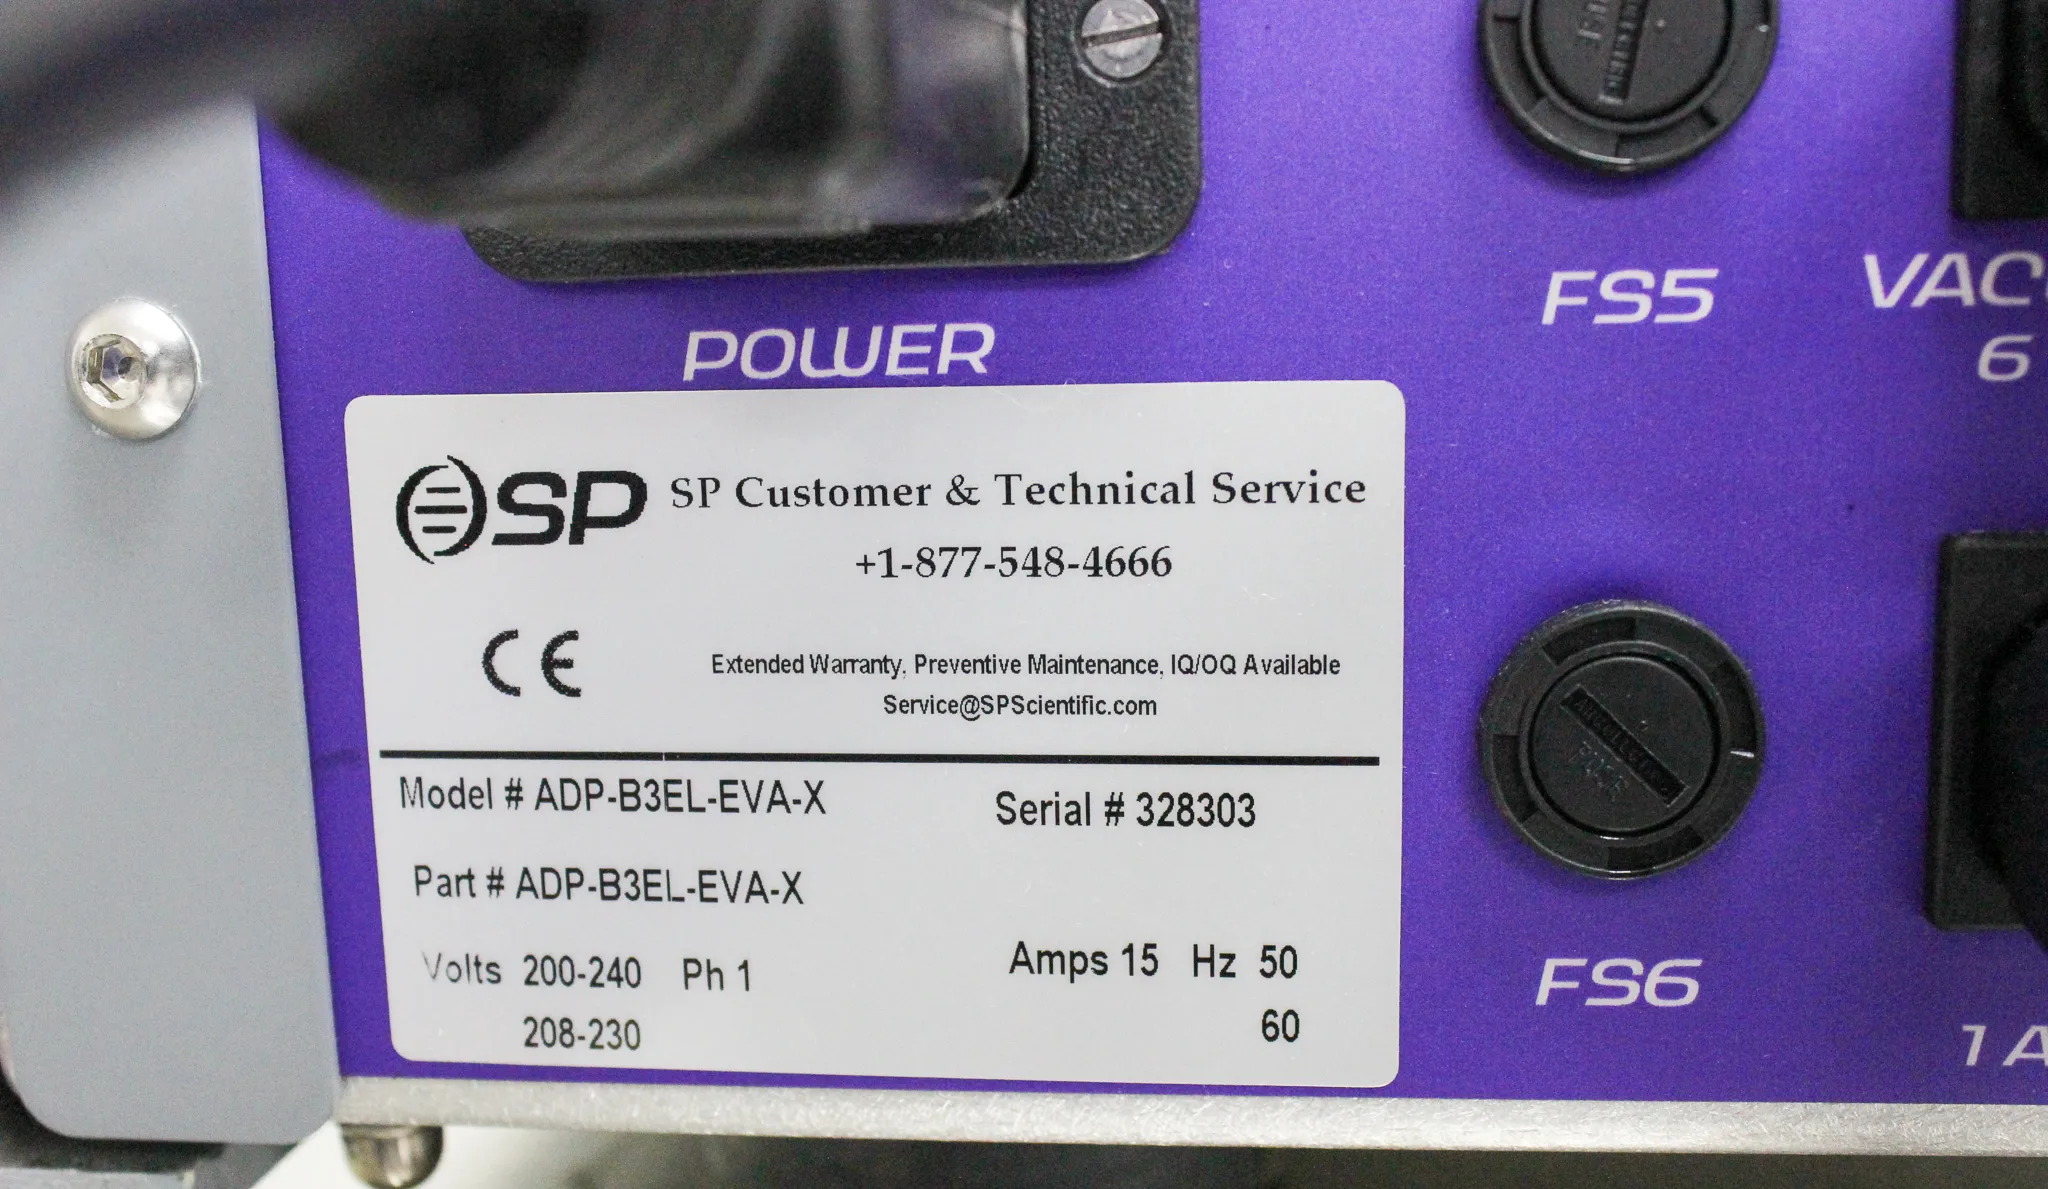 FS5
VAC
6
POWER
SP SP Customer & Technical Service
+1-877-548-4666
CE
Extended Warranty, Preventive Maintenance, IQ/OQ Available
Service@SPScientific.com
Model # ADP-B3EL-EVA-X Serial # 328303
Part # ADP-B3EL-EVA-X
Volts 200-240 Ph 1 Amps 15 Hz 50
208-230 60
FUSE
FS6
1 A